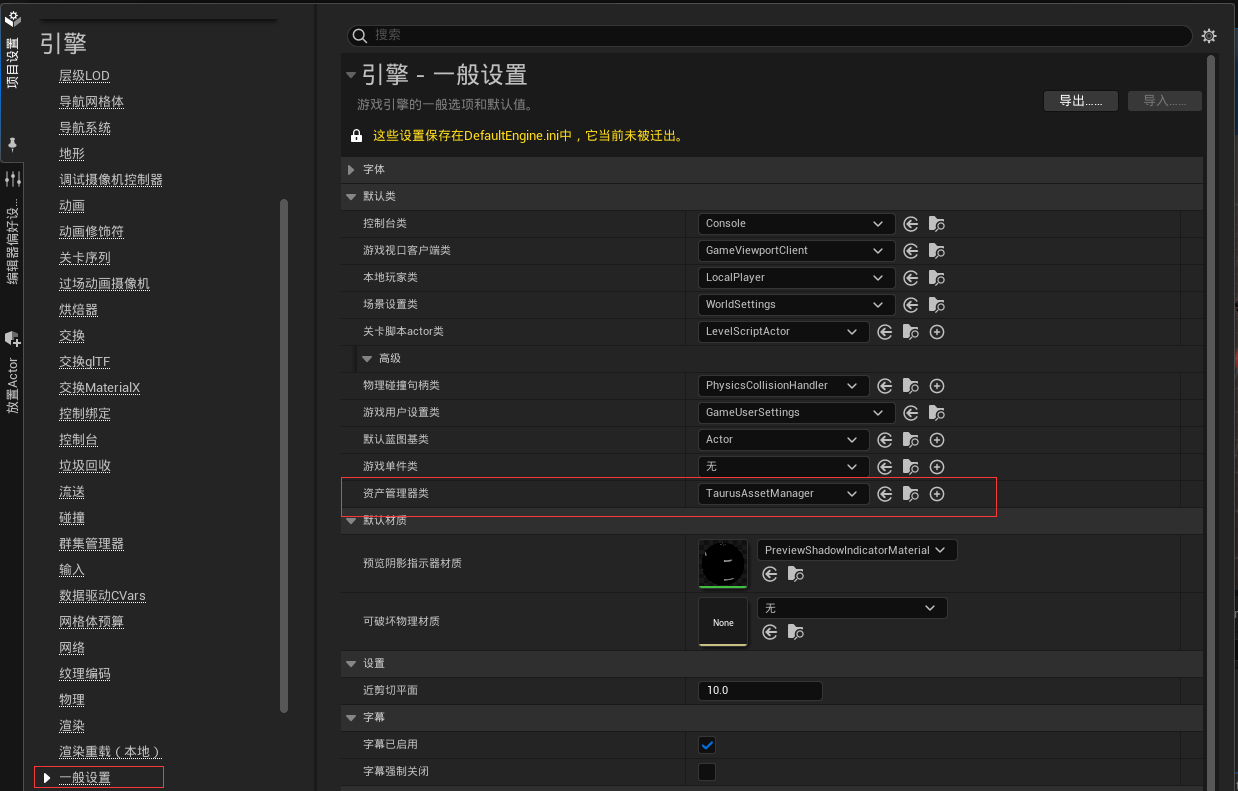 项目设置
编辑器偏好设...
放置Actor
引擎
层级LOD
导航网格体
导航系统
地形
调试摄像机控制器
动画
动画修饰符
关卡序列
过场动画摄像机
烘焙器
交换
交换glTF
交换MaterialX
控制绑定
控制台
垃圾回收
流送
碰撞
群集管理器
输入
数据驱动CVars
网格体预算
网络
纹理编码
物理
渲染
渲染重载（本地）
一般设置
搜索
引擎 - 一般设置
游戏引擎的一般选项和默认值。
导出......
导入......
这些设置保存在DefaultEngine.ini中，它当前未被迁出。
字体
默认类
控制台类 Console
游戏视口客户端类 GameViewportClient
本地玩家类 LocalPlayer
场景设置类 WorldSettings
关卡脚本actor类 LevelScriptActor
高级
物理碰撞句柄类 PhysicsCollisionHandler
游戏用户设置类 GameUserSettings
默认蓝图基类 Actor
游戏单件类 无
资产管理器类 TaurusAssetManager
默认材质
预览阴影指示器材质 PreviewShadowIndicatorMaterial
可破坏物理材质 None 无
设置
近剪切平面 10.0
字幕
字幕已启用
字幕强制关闭